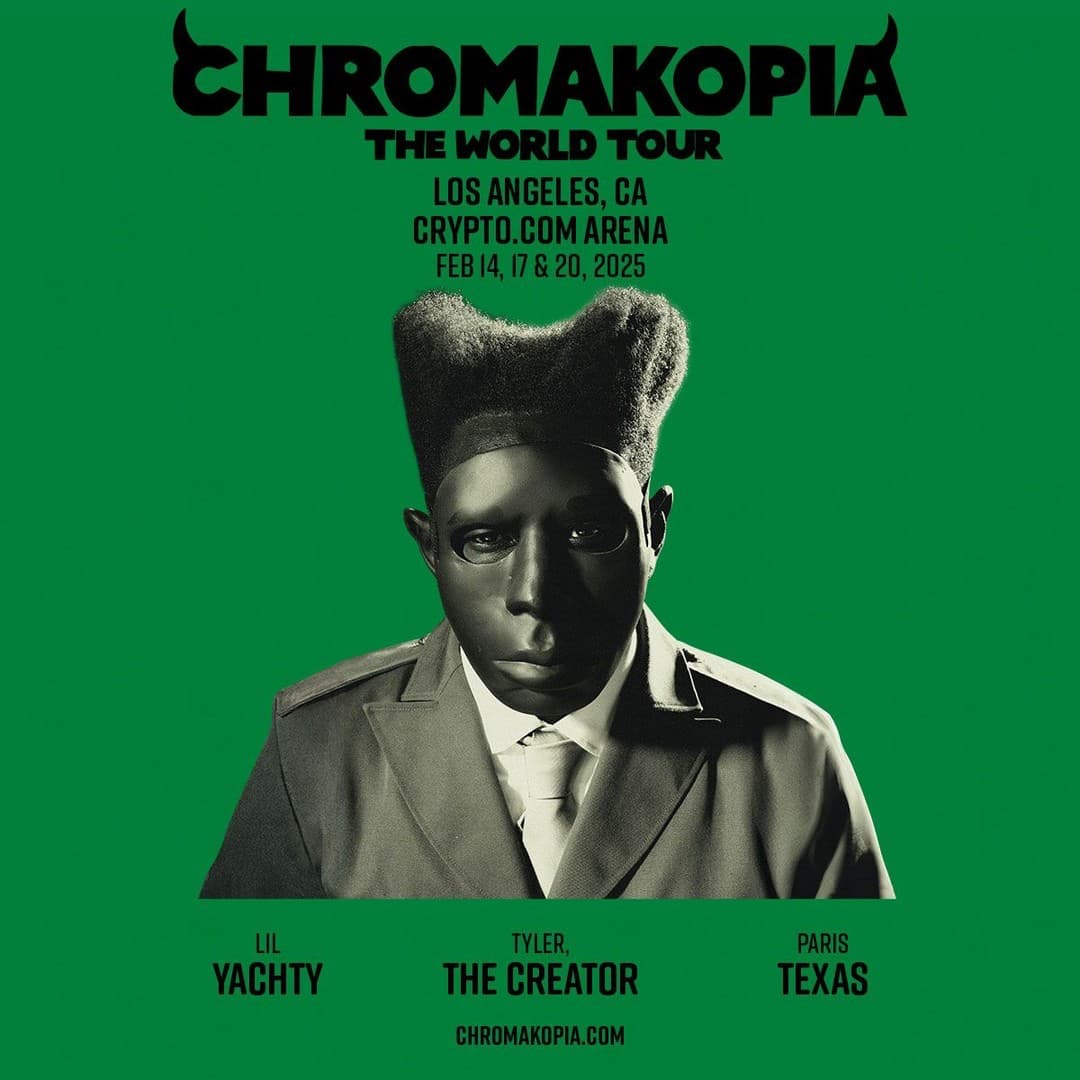 CHROMAKOPIA
THE WORLD TOUR
LOS ANGELES, CA
CRYPTO.COM ARENA
FEB 14, 17 & 20, 2025
LIL
YACHTY
TYLER,
THE CREATOR
PARIS
TEXAS
CHROMAKOPIA.COM